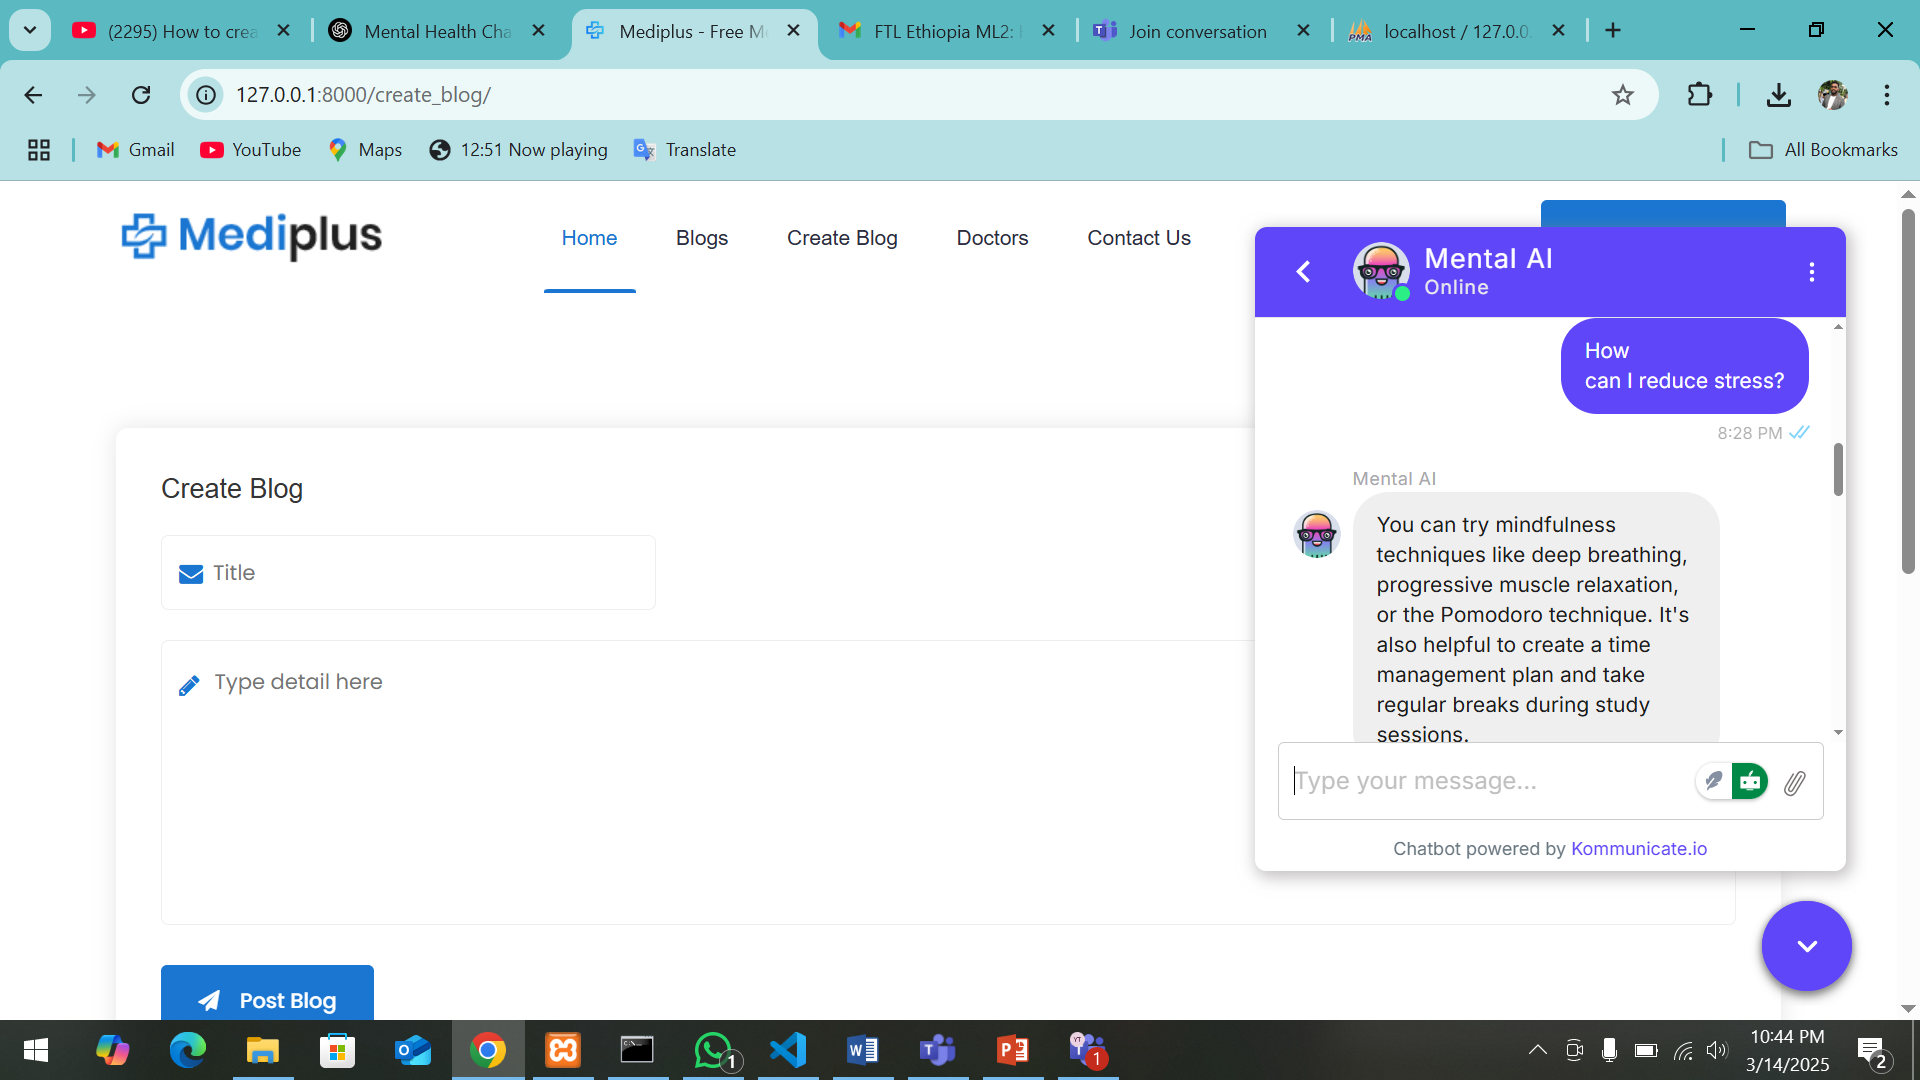 (2295) How to crea
Mental Health Cha
Mediplus - Free Me
FTL Ethiopia ML2:
Join conversation
localhost / 127.0.0.
127.0.0.1:8000/create_blog/
Gmail
YouTube
Maps
12:51 Now playing
Translate
All Bookmarks
Mediplus
Home
Blogs
Create Blog
Doctors
Contact Us
Create Blog
Title
Type detail here
Post Blog
Mental AI
Online
How
can I reduce stress?
8:28 PM
Mental AI
You can try mindfulness
techniques like deep breathing,
progressive muscle relaxation,
or the Pomodoro technique. It's
also helpful to create a time
management plan and take
regular breaks during study
sessions.
Type your message...
Chatbot powered by Kommunicate.io
1
1
10:44 PM
3/14/2025
2